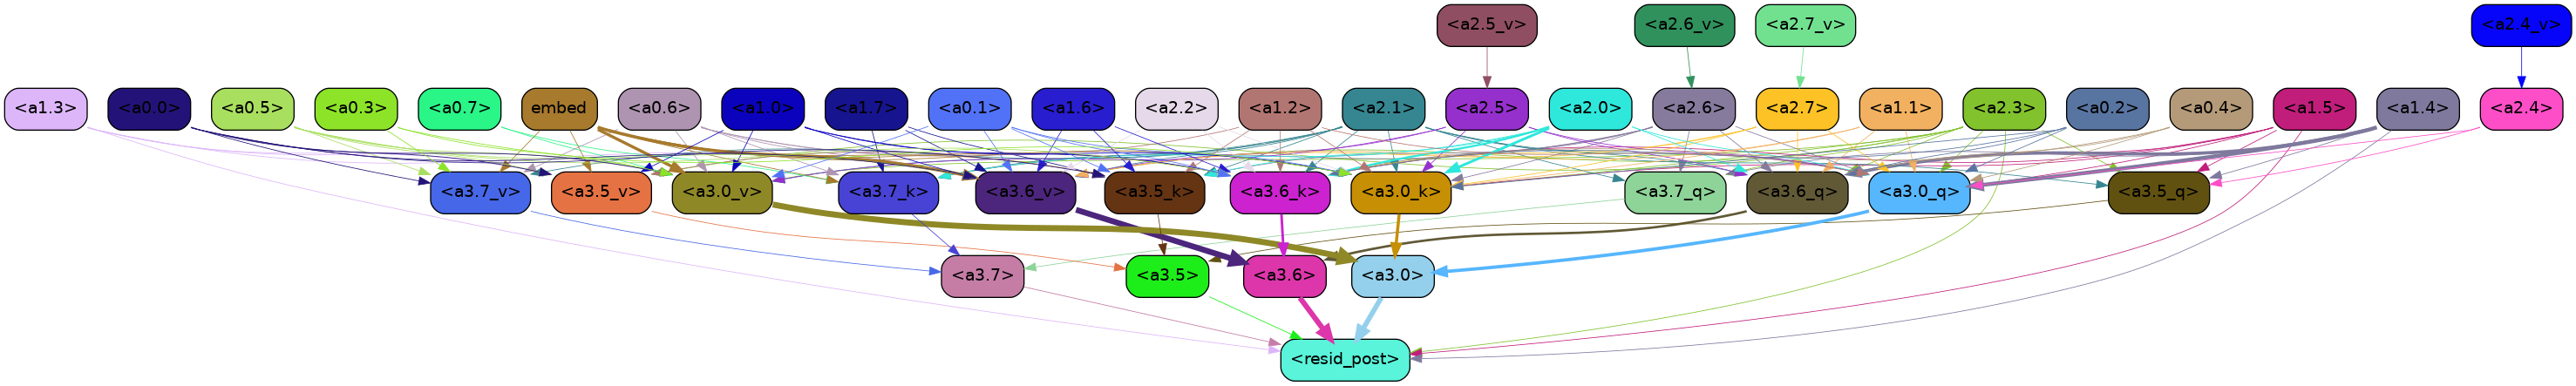 <a2.5_v> <a2.6_v> <a2.7_v> <a2.4_v>
<a1.3> <a0.0> <a0.5> <a0.3> <a0.7> embed <a0.6> <a1.0> <a1.7> <a0.1> <a1.6> <a2.2> <a1.2> <a2.1> <a2.5> <a2.0> <a2.6> <a2.7> <a1.1> <a2.3> <a0.2> <a0.4> <a1.5> <a1.4> <a2.4>
<a3.7_v> <a3.5_v> <a3.0_v> <a3.7_k> <a3.6_v> <a3.5_k> <a3.6_k> <a3.0_k> <a3.7_q> <a3.6_q> <a3.0_q> <a3.5_q>
<a3.7> <a3.5> <a3.6> <a3.0>
<resid_post>